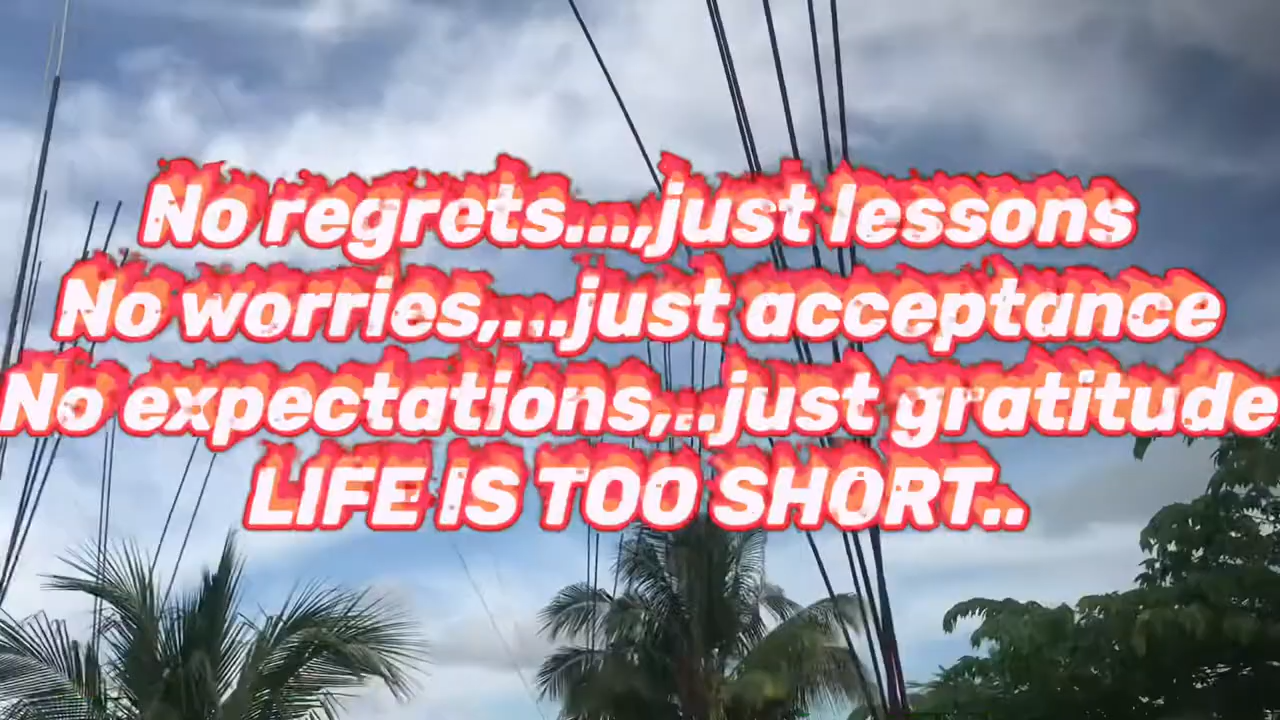 No regrets...,just lessons
No worries,...just acceptance
No expectations,..just gratitude
LIFE IS TOO SHORT..